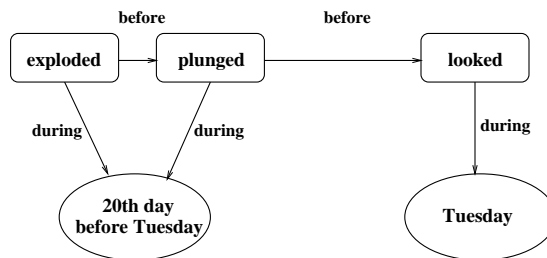 before
before
exploded
plunged
looked
during
during
during
20th day
before Tuesday
Tuesday